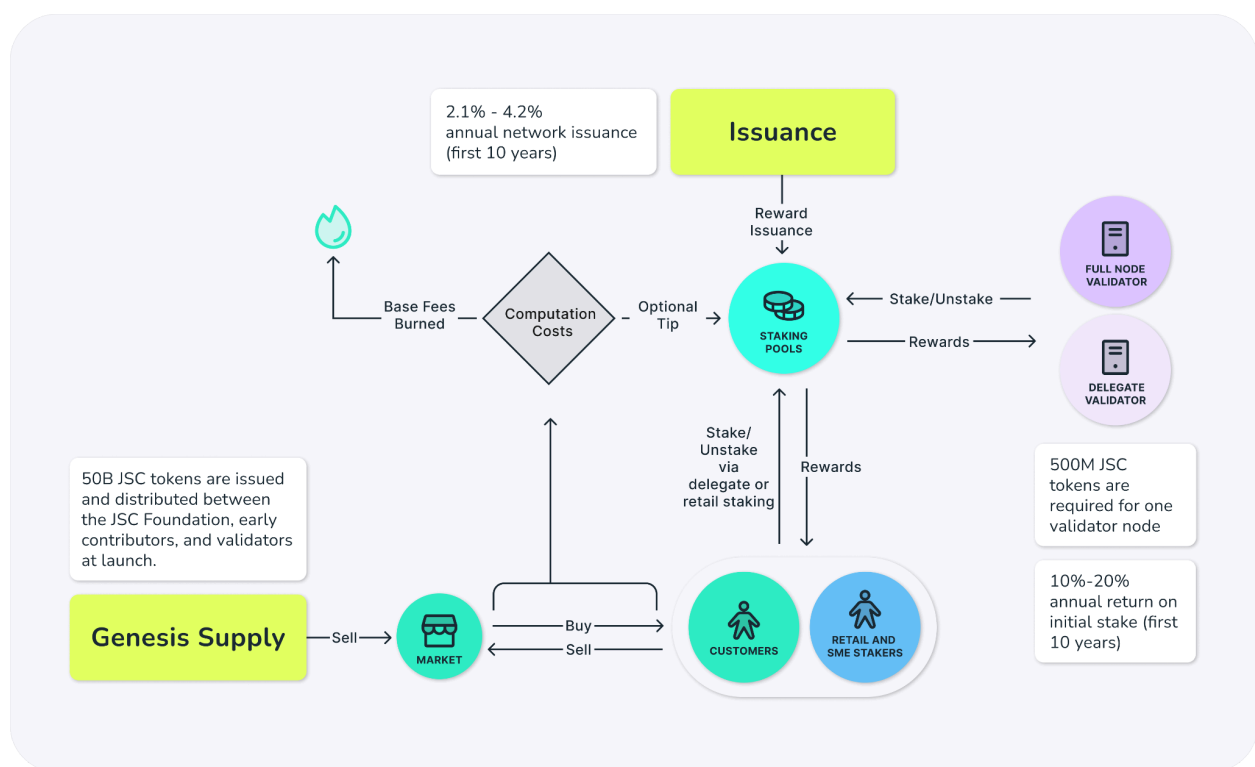 2.1% - 4.2%
annual network issuance
(first 10 years)
Issuance
Reward
Issuance
FULL NODE
VALIDATOR
Base Fees
Burned
Computation
Costs
Optional
Tip
STAKING
POOLS
Stake/Unstake
Rewards
DELEGATE
VALIDATOR
Stake/
Unstake
via
delegate or
retail staking
Rewards
50B JSC tokens are issued
and distributed between
the JSC Foundation, early
contributors, and validators
at launch.
500M JSC
tokens are
required for one
validator node
10%-20%
annual return on
initial stake (first
10 years)
Genesis Supply
Sell
MARKET
Buy
Sell
CUSTOMERS
RETAIL AND
SME STAKERS